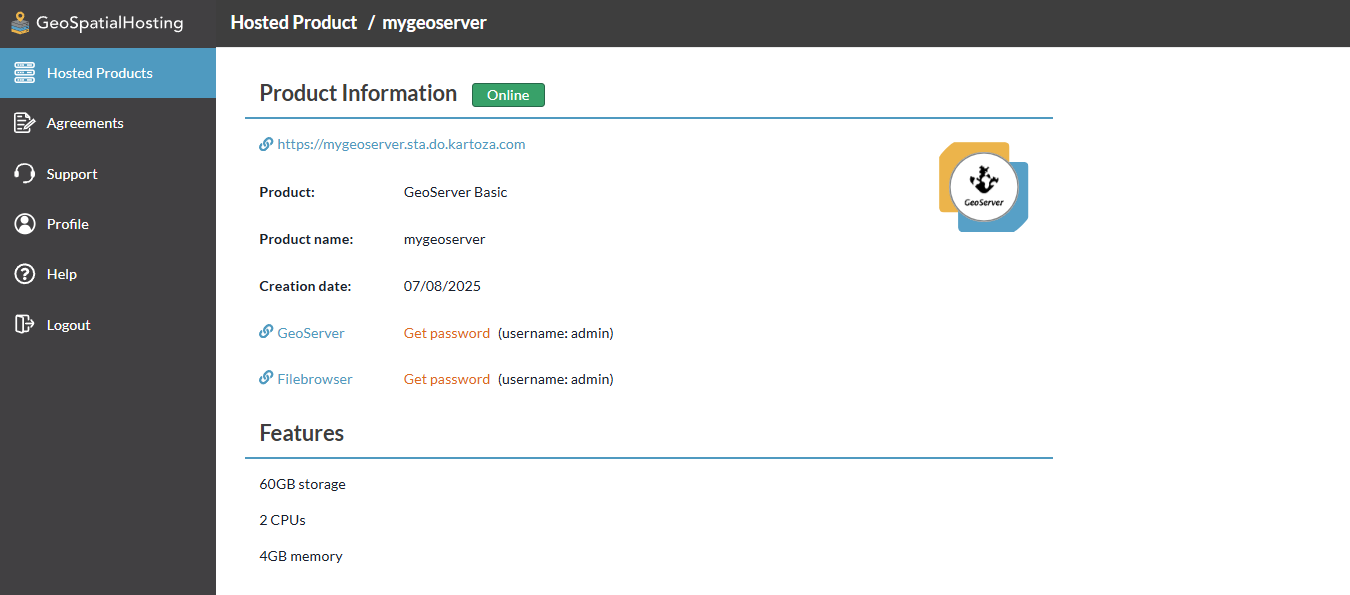 GeoSpatialHosting
Hosted Product / mygeoserver
Hosted Products
Agreements
Support
Profile
Help
Logout
Product Information Online
https://mygeoserver.sta.do.kartoza.com
GeoServer
Product: GeoServer Basic
Product name: mygeoserver
Creation date: 07/08/2025
GeoServer Get password (username: admin)
Filebrowser Get password (username: admin)
Features
60GB storage
2 CPUs
4GB memory